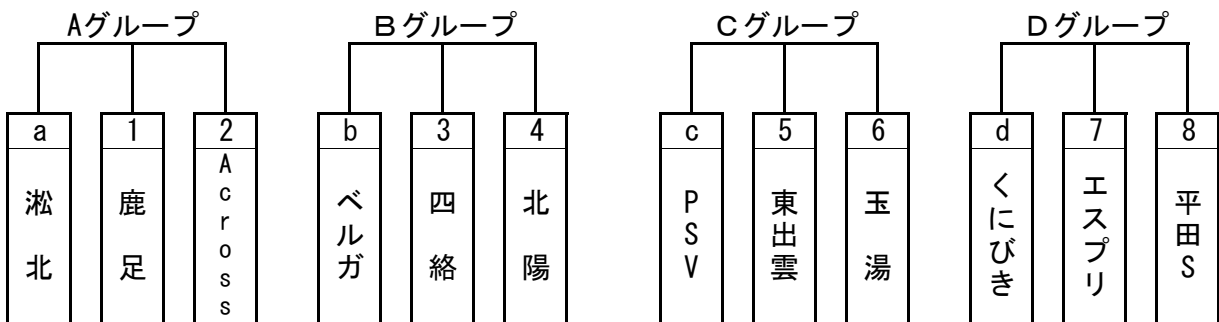 Aグループ
Bグループ
Cグループ
Dグループ
a
1
2
b
3
4
c
5
6
d
7
8
淞北
鹿足
Across
ベルガ
四絡
北陽
PSV
東出雲
玉湯
くにびき
エスプリ
平田S